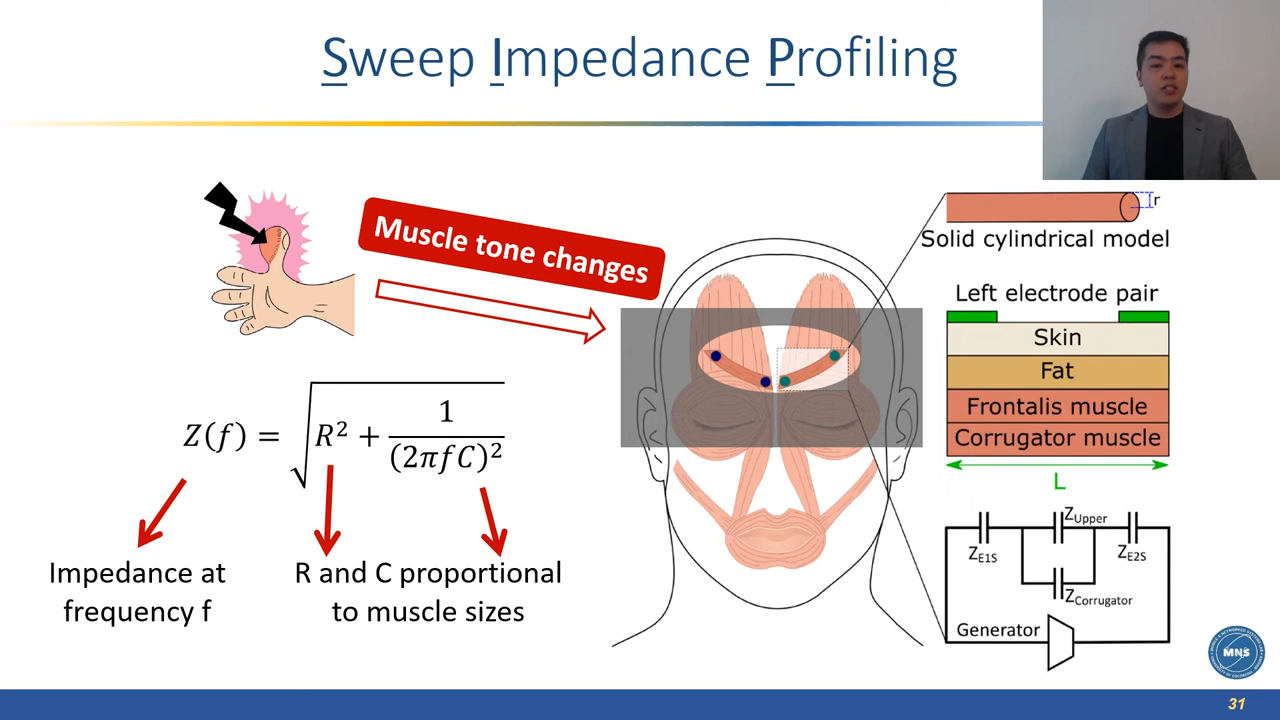 Sweep Impedance Profiling
Muscle tone changes
Z(f) = √(R² + 1/(2πfC)²)
Impedance at
frequency f
R and C proportional
to muscle sizes
r
Solid cylindrical model
Left electrode pair
Skin
Fat
Frontalis muscle
Corrugator muscle
L
Z_Upper
Z_E1S
Z_E2S
Z_Corrugator
Generator
MNS
31